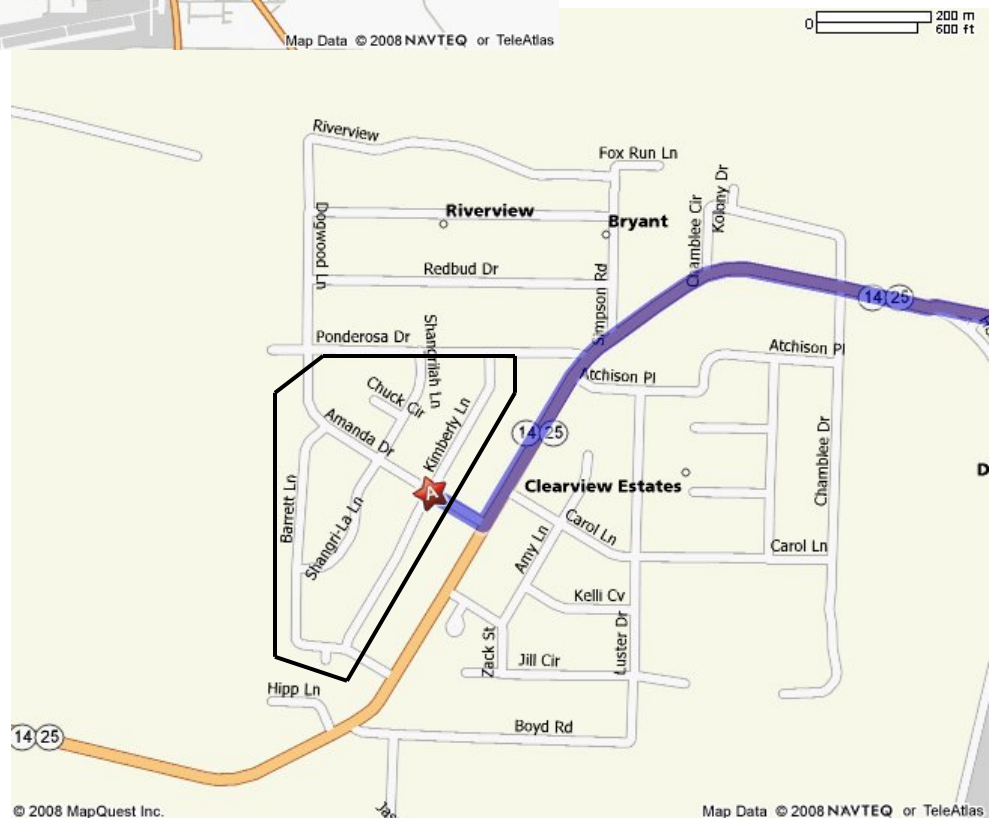 200 m
0
600 ft
Map Data © 2008 NAVTEQ or TeleAtlas
Riverview
Fox Run Ln
Kolony Dr
Chamblee Cir
Riverview
Bryant
Dogwood Ln
Redbud Dr
Simpson Rd
14 25
Ponderosa Dr
Shangrilah Ln
Atchison Pl
Atchison Pl
Chuck Cir
Kimberly Ln
Amanda Dr
14 25
Chamblee Dr
D
Clearview Estates
A
Barrett Ln
Shangri-La Ln
Carol Ln
Amy Ln
Carol Ln
Kelli Cv
Zack St
Luster Dr
Jill Cir
Hipp Ln
Boyd Rd
14 25
Jas
© 2008 MapQuest Inc.
Map Data © 2008 NAVTEQ or TeleAtlas